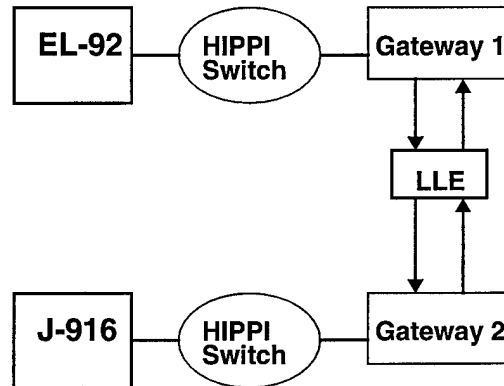 EL-92
HIPPI
Switch
Gateway 1
LLE
J-916
HIPPI
Switch
Gateway 2